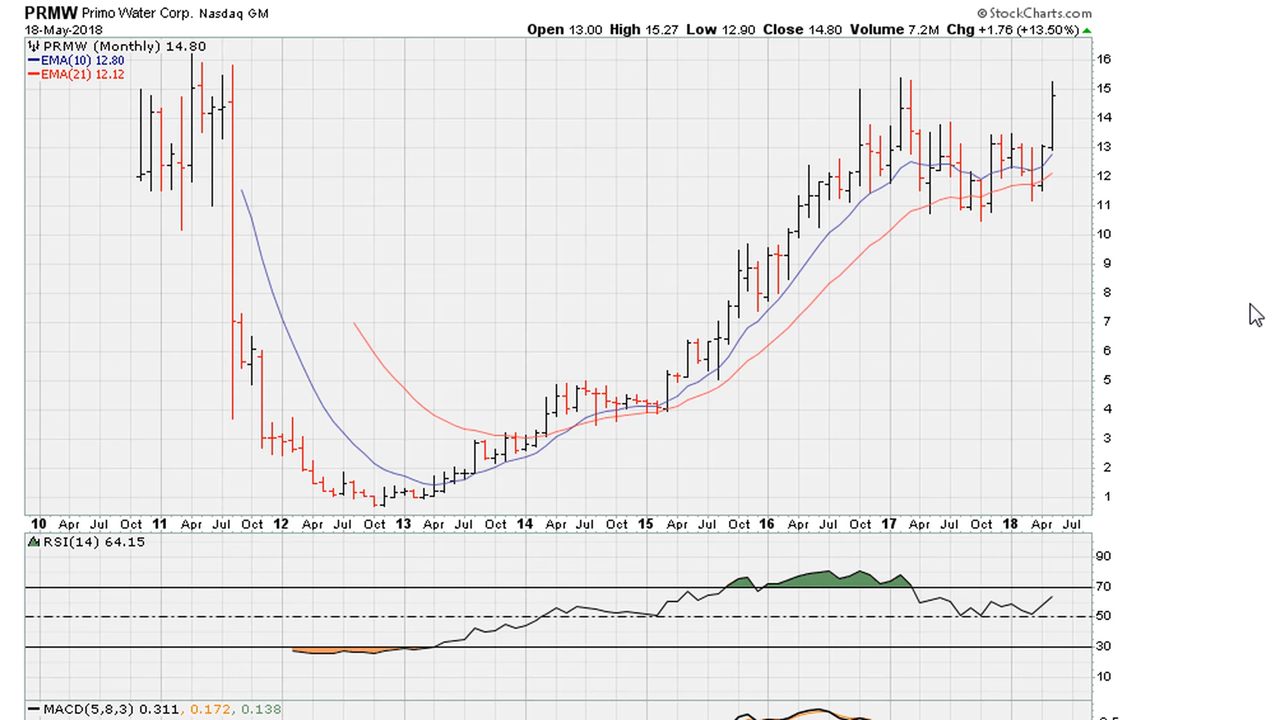 PRMW Primo Water Corp. Nasdaq GM
© StockCharts.com
18-May-2018
Open 13.00 High 15.27 Low 12.90 Close 14.80 Volume 7.2M Chg +1.76 (+13.50%)
PRMW (Monthly) 14.80
EMA(10) 12.80
EMA(21) 12.12
16
15
14
13
12
11
10
9
8
7
6
5
4
3
2
1
10 Apr Jul Oct 11 Apr Jul Oct 12 Apr Jul Oct 13 Apr Jul Oct 14 Apr Jul Oct 15 Apr Jul Oct 16 Apr Jul Oct 17 Apr Jul Oct 18 Apr Jul
RSI(14) 64.15
90
70
50
30
10
MACD(5,8,3) 0.311, 0.172, 0.138